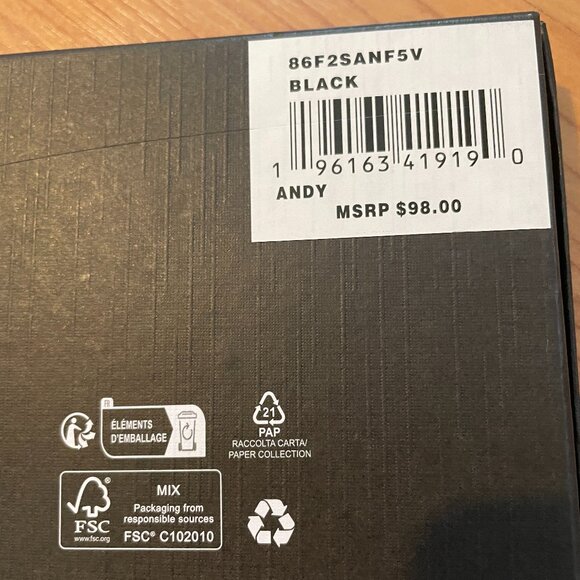 86F2SANF5V
BLACK
1 96163 41919 0
ANDY
MSRP $98.00
FR
ÉLÉMENTS
D'EMBALLAGE
21
PAP
RACCOLTA CARTA/
PAPER COLLECTION
FSC
www.fsc.org
MIX
Packaging from
responsible sources
FSC® C102010